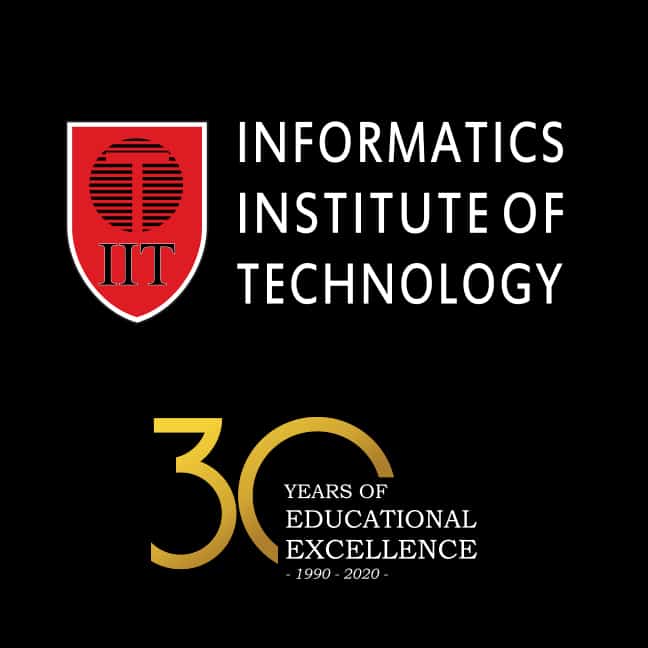 INFORMATICS
INSTITUTE OF
TECHNOLOGY
IIT
30
YEARS OF
EDUCATIONAL
EXCELLENCE
- 1990 - 2020 -